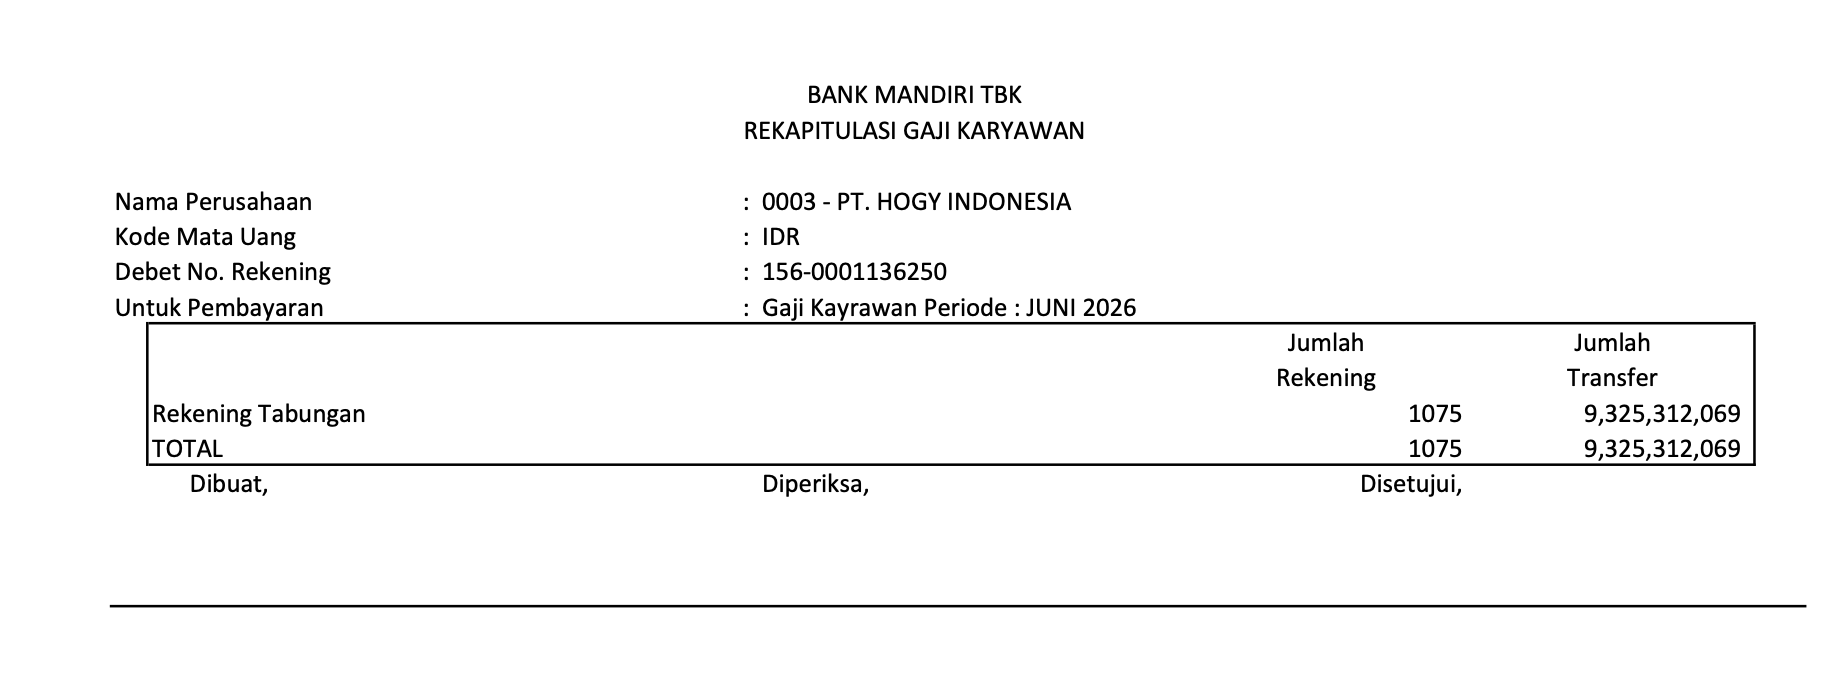 BANK MANDIRI TBK
REKAPITULASI GAJI KARYAWAN
Nama Perusahaan : 0003 - PT. HOGY INDONESIA
Kode Mata Uang : IDR
Debet No. Rekening : 156-0001136250
Untuk Pembayaran : Gaji Kayrawan Periode : JUNI 2026
Jumlah Jumlah
Rekening Transfer
Rekening Tabungan 1075 9,325,312,069
TOTAL 1075 9,325,312,069
Dibuat, Diperiksa, Disetujui,